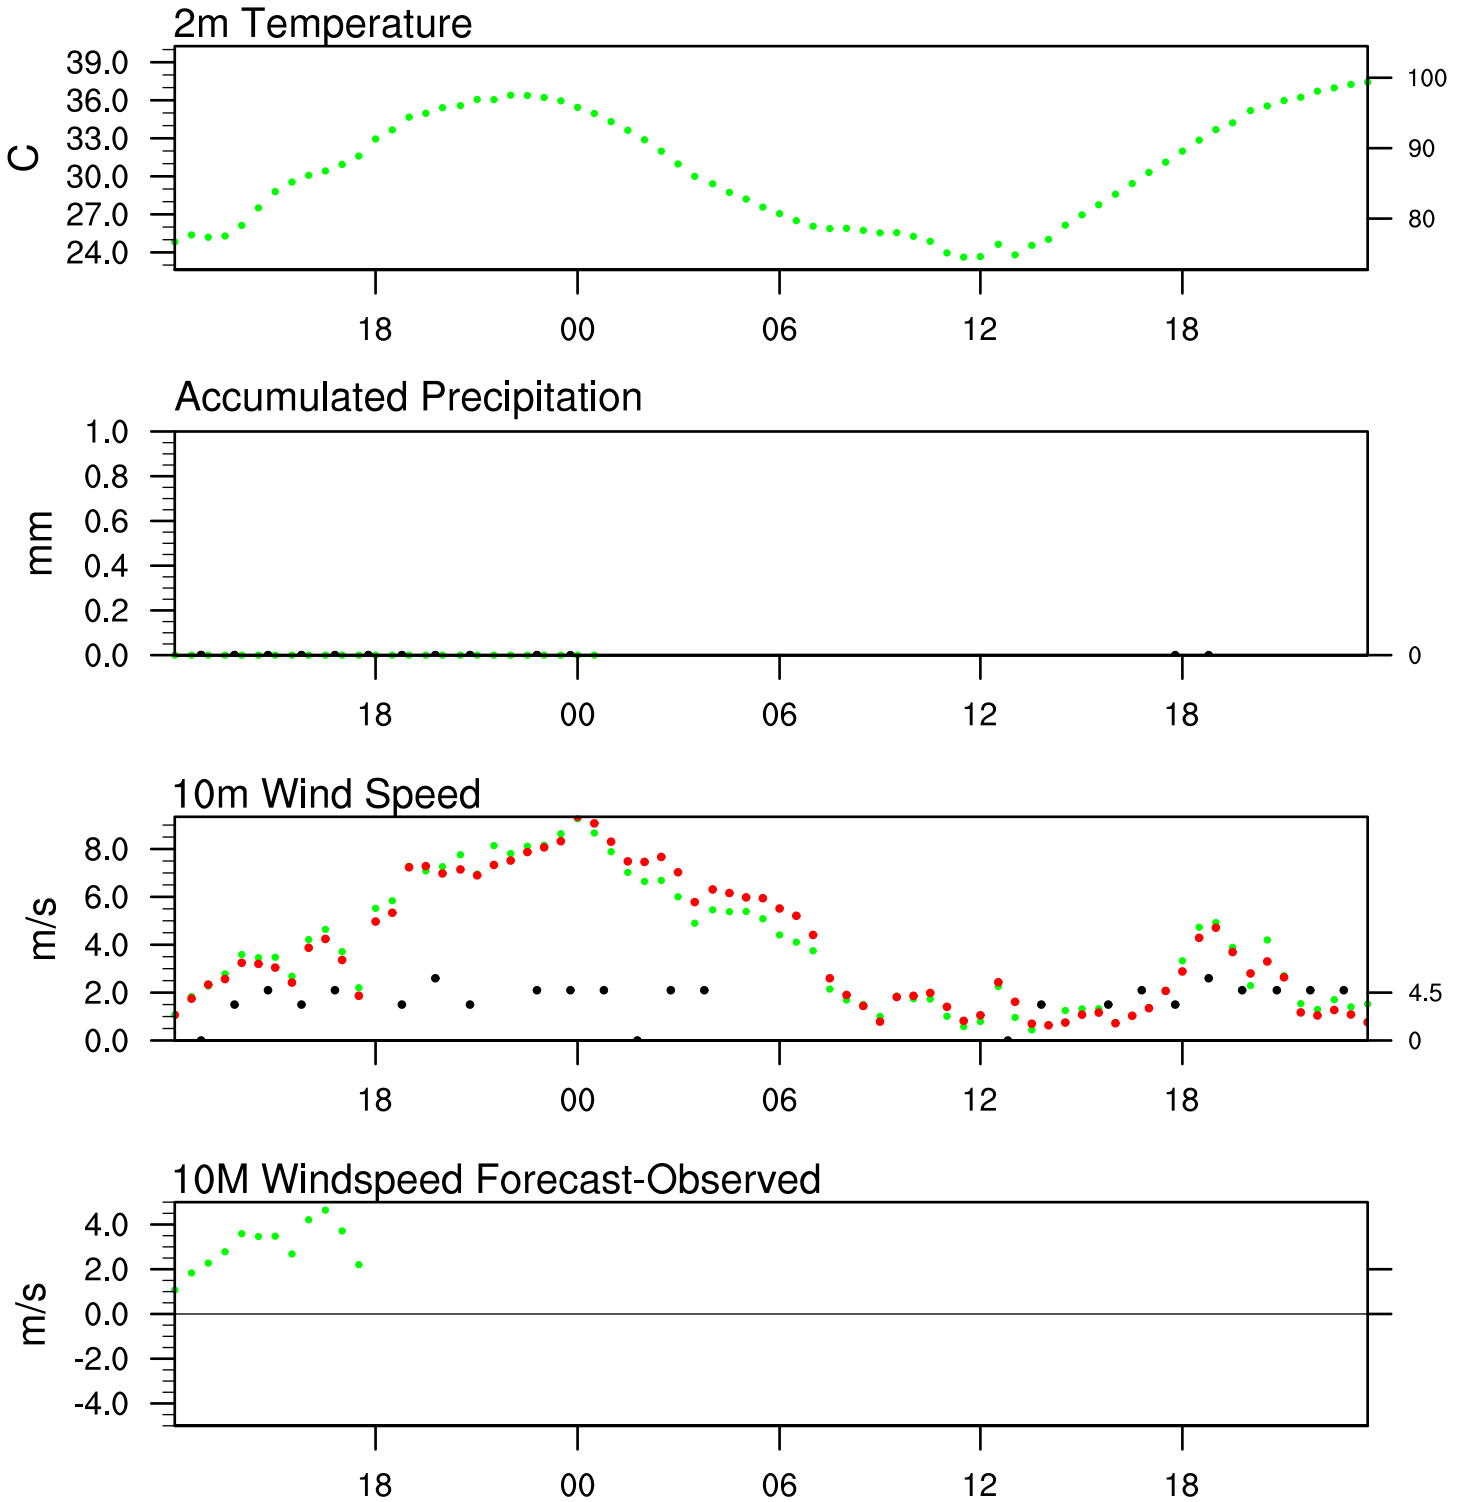 2m Temperature
39.0
36.0
33.0
30.0
27.0
24.0
C
100
90
80
18 00 06 12 18
Accumulated Precipitation
1.0
0.8
0.6
0.4
0.2
0.0
mm
0
18 00 06 12 18
10m Wind Speed
8.0
6.0
4.0
2.0
0.0
m/s
4.5
0
18 00 06 12 18
10M Windspeed Forecast-Observed
4.0
2.0
0.0
-2.0
-4.0
m/s
18 00 06 12 18